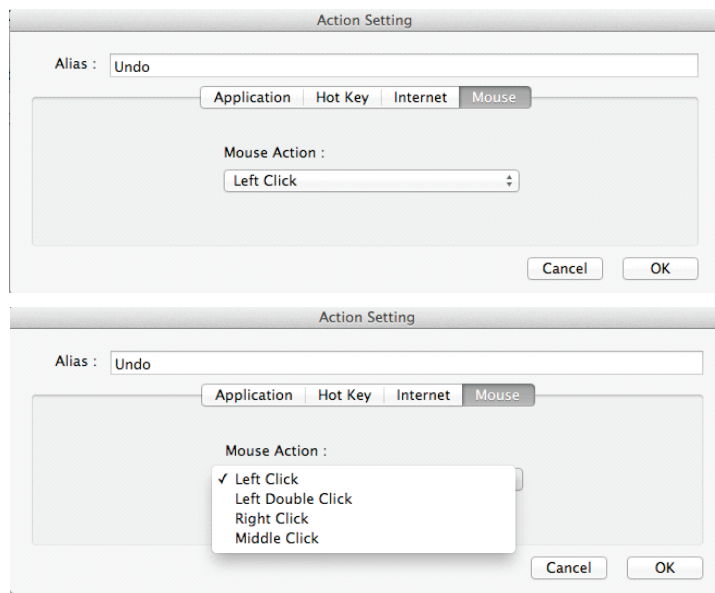 Action Setting
Alias : Undo
Application Hot Key Internet Mouse
Mouse Action :
Left Click
Cancel OK
Action Setting
Alias : Undo
Application Hot Key Internet Mouse
Mouse Action :
✓ Left Click
Left Double Click
Right Click
Middle Click
Cancel OK